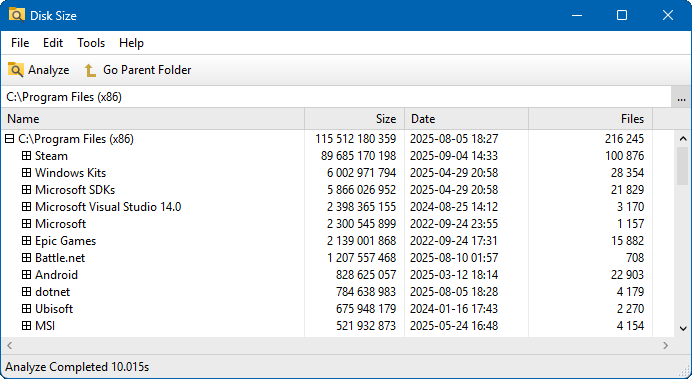 Disk Size
File Edit Tools Help
Analyze Go Parent Folder
C:\Program Files (x86) ...
Name Size Date Files
C:\Program Files (x86) 115 512 180 359 2025-08-05 18:27 216 245
Steam 89 685 170 198 2025-09-04 14:33 100 876
Windows Kits 6 002 971 794 2025-04-29 20:58 28 354
Microsoft SDKs 5 866 026 952 2025-04-29 20:58 21 829
Microsoft Visual Studio 14.0 2 398 365 155 2024-08-25 14:12 3 170
Microsoft 2 300 545 899 2022-09-24 23:55 1 157
Epic Games 2 139 001 868 2022-09-24 17:31 15 882
Battle.net 1 207 557 468 2025-08-10 01:57 708
Android 828 625 057 2025-03-12 18:14 22 903
dotnet 784 638 983 2025-08-05 18:28 4 179
Ubisoft 675 948 179 2024-01-16 17:43 2 270
MSI 521 932 873 2025-05-24 16:48 4 154
Analyze Completed 10.015s